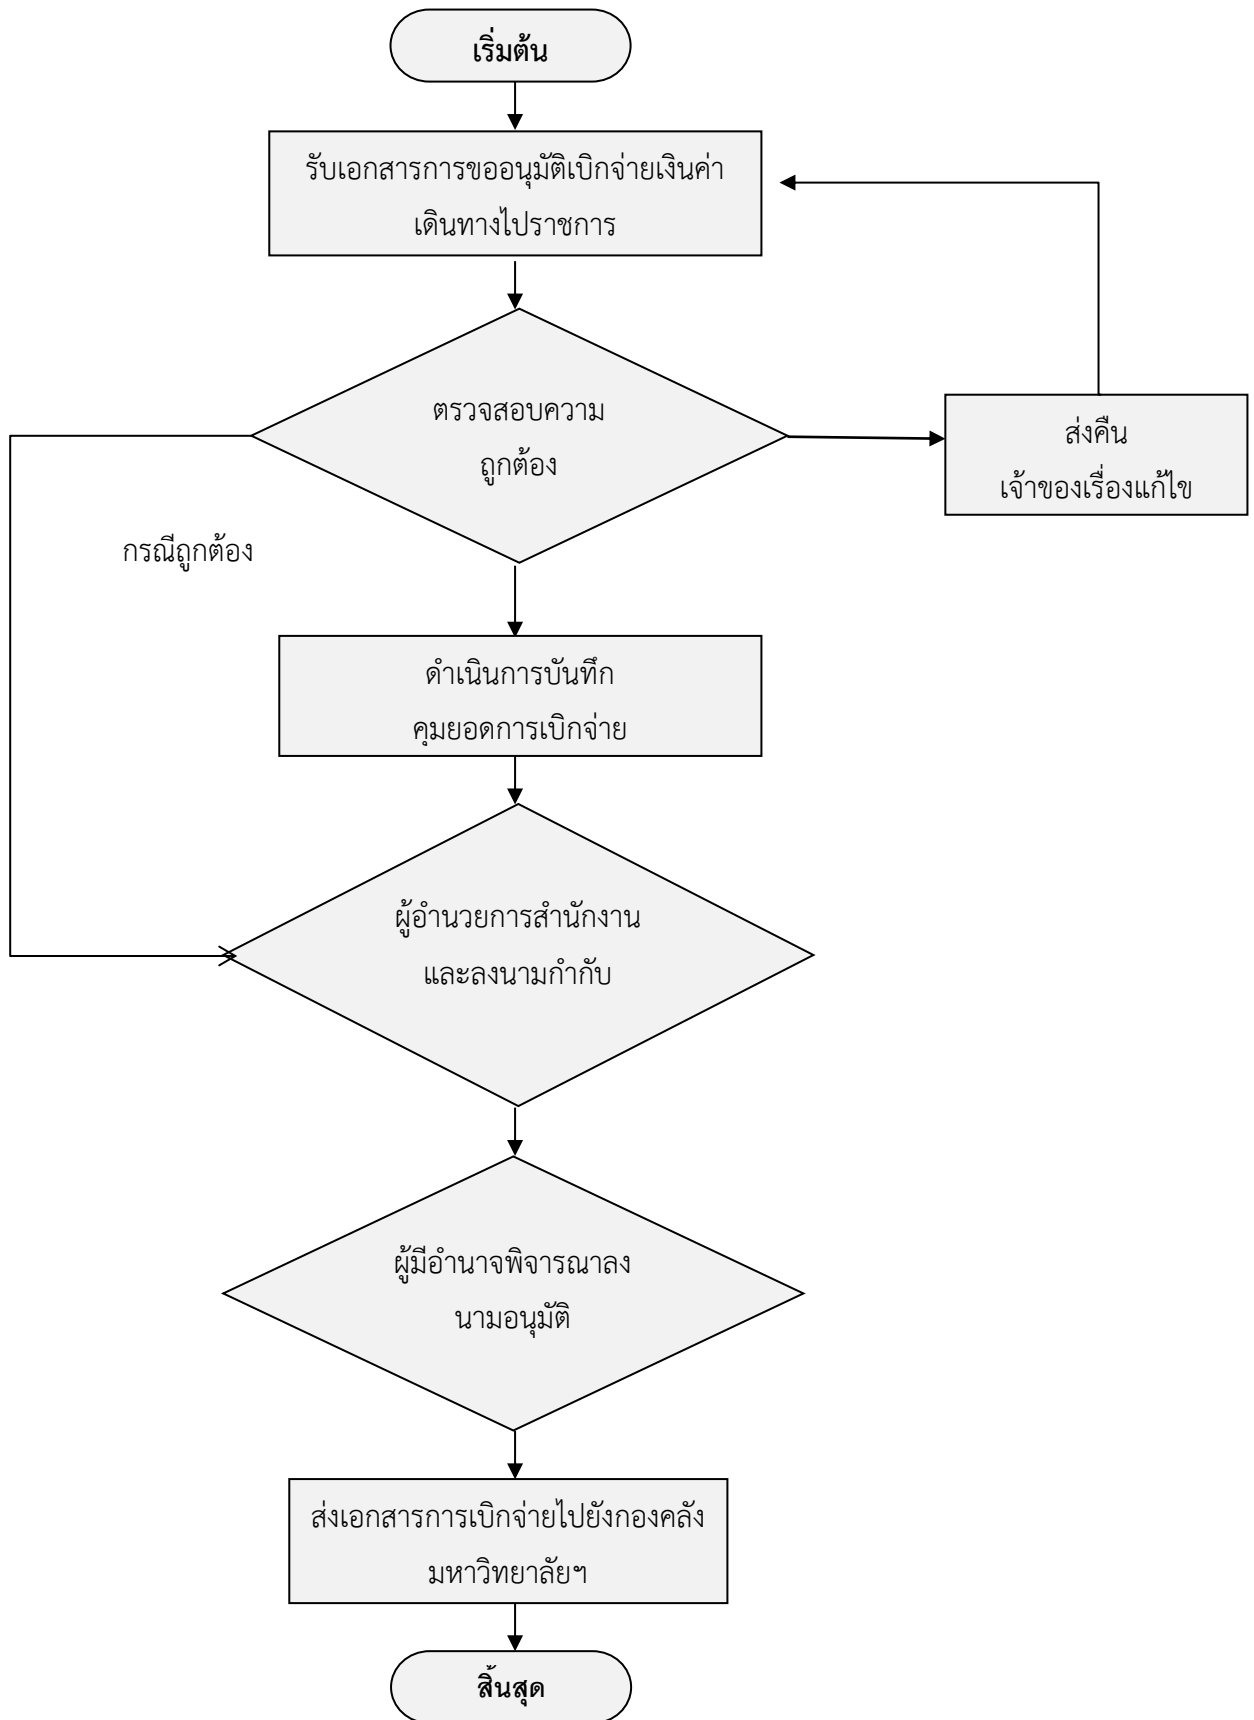 เริ่มต้น
รับเอกสารการขออนุมัติเบิกจ่ายเงินค่า
เดินทางไปราชการ
ตรวจสอบความ
ถูกต้อง
ส่งคืน
เจ้าของเรื่องแก้ไข
กรณีถูกต้อง
ดำเนินการบันทึก
คุมยอดการเบิกจ่าย
ผู้อำนวยการสำนักงาน
และลงนามกำกับ
ผู้มีอำนาจพิจารณาลง
นามอนุมัติ
ส่งเอกสารการเบิกจ่ายไปยังกองคลัง
มหาวิทยาลัยฯ
สิ้นสุด